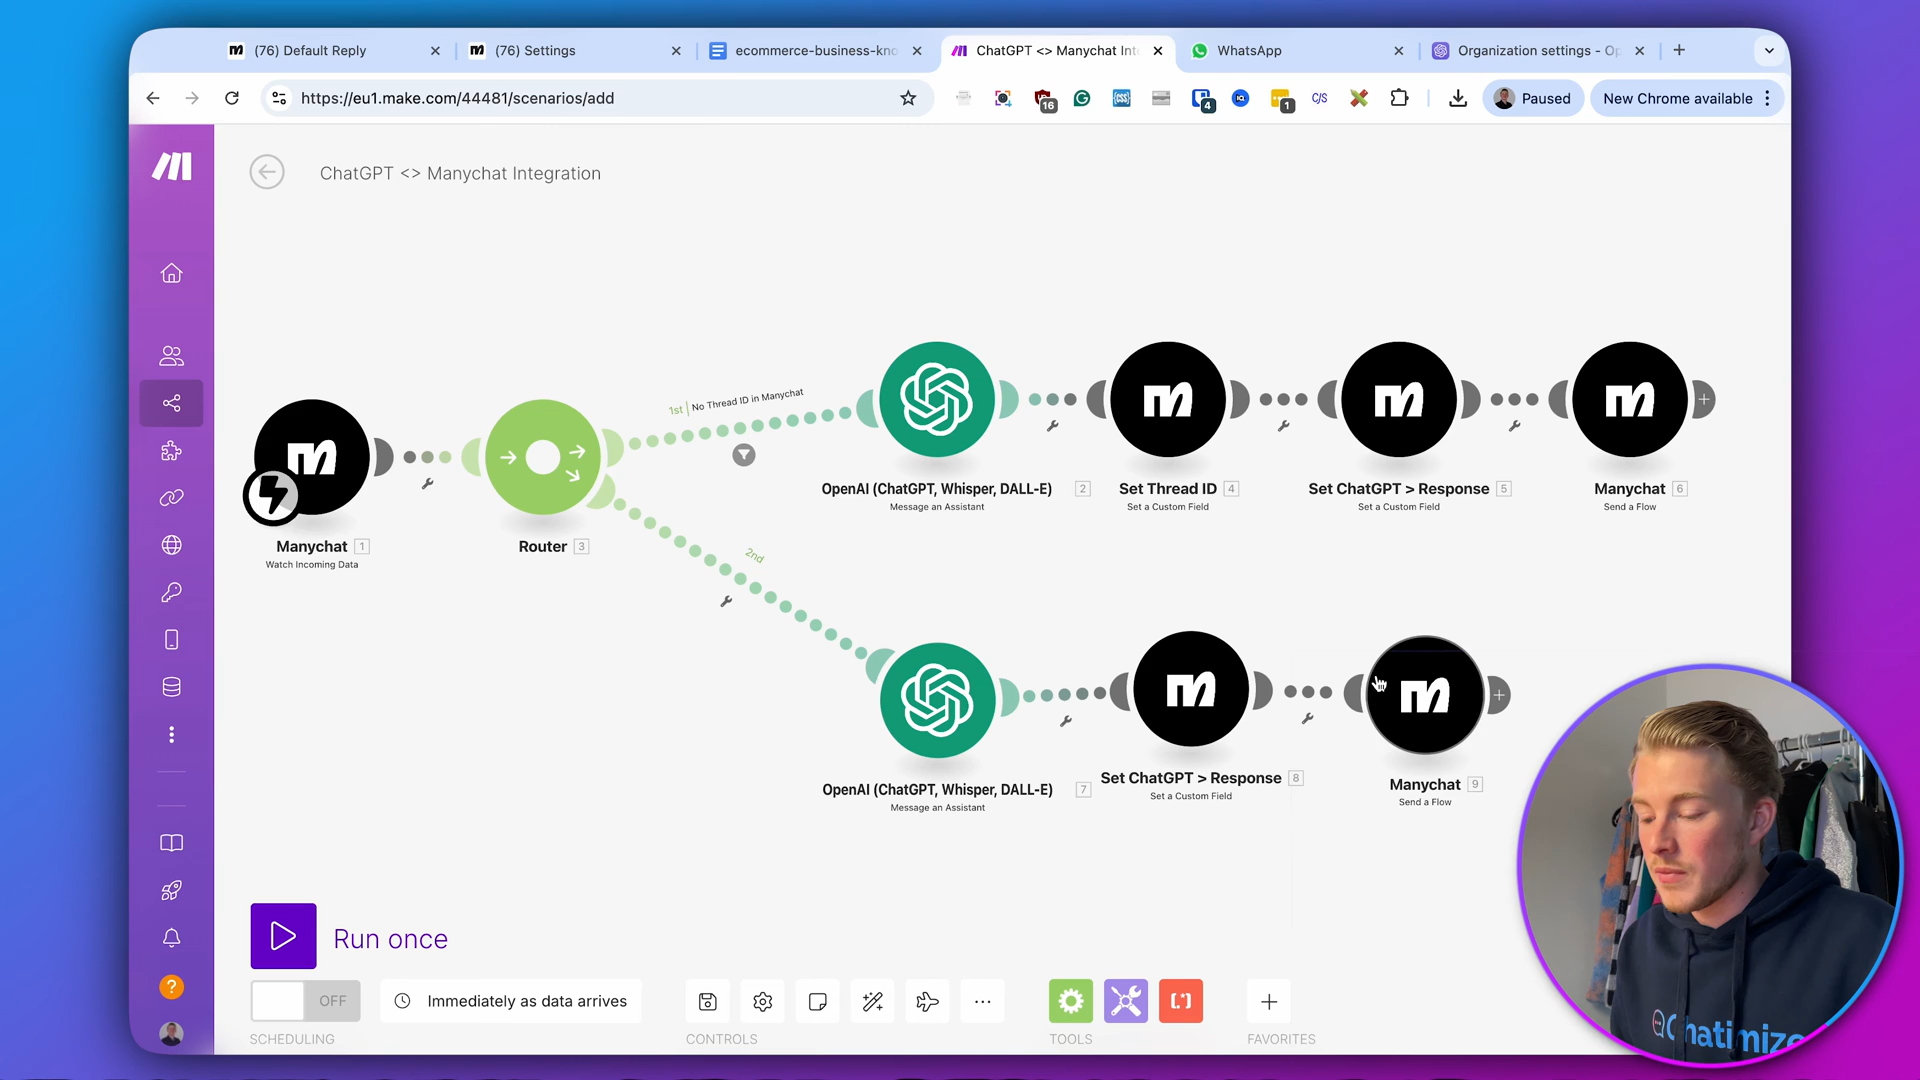 (76) Default Reply
(76) Settings
ecommerce-business-kno
ChatGPT <> Manychat Int
WhatsApp
Organization settings - Op
https://eu1.make.com/44481/scenarios/add
16
4
1
C/S
Paused
New Chrome available
ChatGPT <> Manychat Integration
1st | No Thread ID in Manychat
2nd
Manychat 1
Watch Incoming Data
Router 3
OpenAI (ChatGPT, Whisper, DALL-E) 2
Message an Assistant
Set Thread ID 4
Set a Custom Field
Set ChatGPT > Response 5
Set a Custom Field
Manychat 6
Send a Flow
OpenAI (ChatGPT, Whisper, DALL-E) 7
Message an Assistant
Set ChatGPT > Response 8
Set a Custom Field
Manychat 9
Send a Flow
Run once
OFF
Immediately as data arrives
SCHEDULING
CONTROLS
TOOLS
FAVORITES
Chatimize